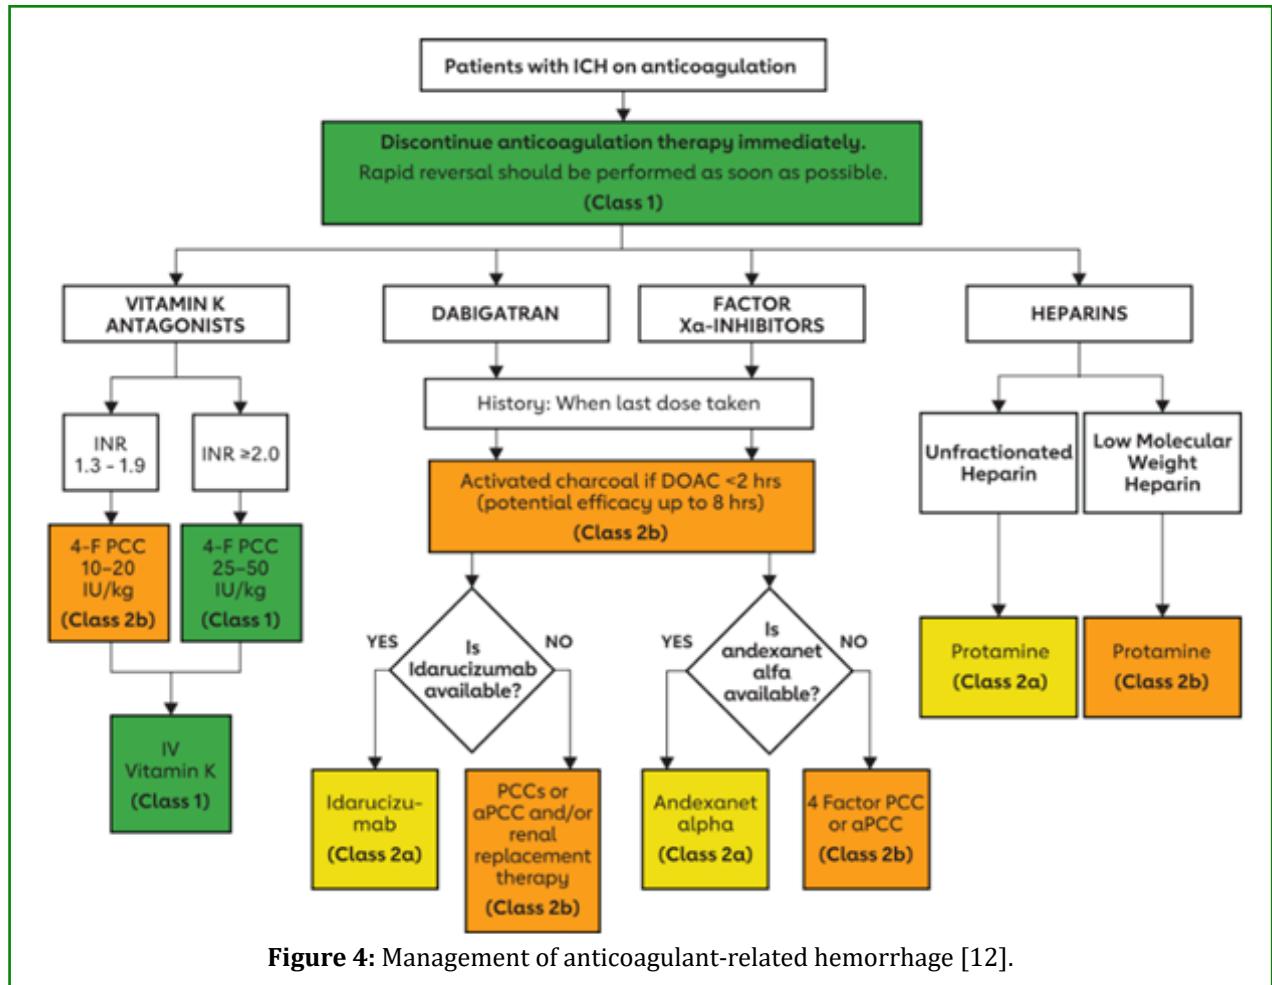 Patients with ICH on anticoagulation
Discontinue anticoagulation therapy immediately.
Rapid reversal should be performed as soon as possible.
(Class 1)
VITAMIN K
ANTAGONISTS
DABIGATRAN
FACTOR
Xa-INHIBITORS
HEPARINS
History: When last dose taken
INR
1.3 - 1.9
INR ≥2.0
Unfractionated
Heparin
Low Molecular
Weight
Heparin
Activated charcoal if DOAC <2 hrs
(potential efficacy up to 8 hrs)
(Class 2b)
4-F PCC
10–20
IU/kg
(Class 2b)
4-F PCC
25–50
IU/kg
(Class 1)
YES
Is
Idarucizumab
available?
NO
YES
Is
andexanet
alfa
available?
NO
Protamine
(Class 2a)
Protamine
(Class 2b)
IV
Vitamin K
(Class 1)
Idarucizu-
mab
(Class 2a)
PCCs or
aPCC and/or
renal
replacement
therapy
(Class 2b)
Andexanet
alpha
(Class 2a)
4 Factor PCC
or aPCC
(Class 2b)
Figure 4: Management of anticoagulant-related hemorrhage [12].